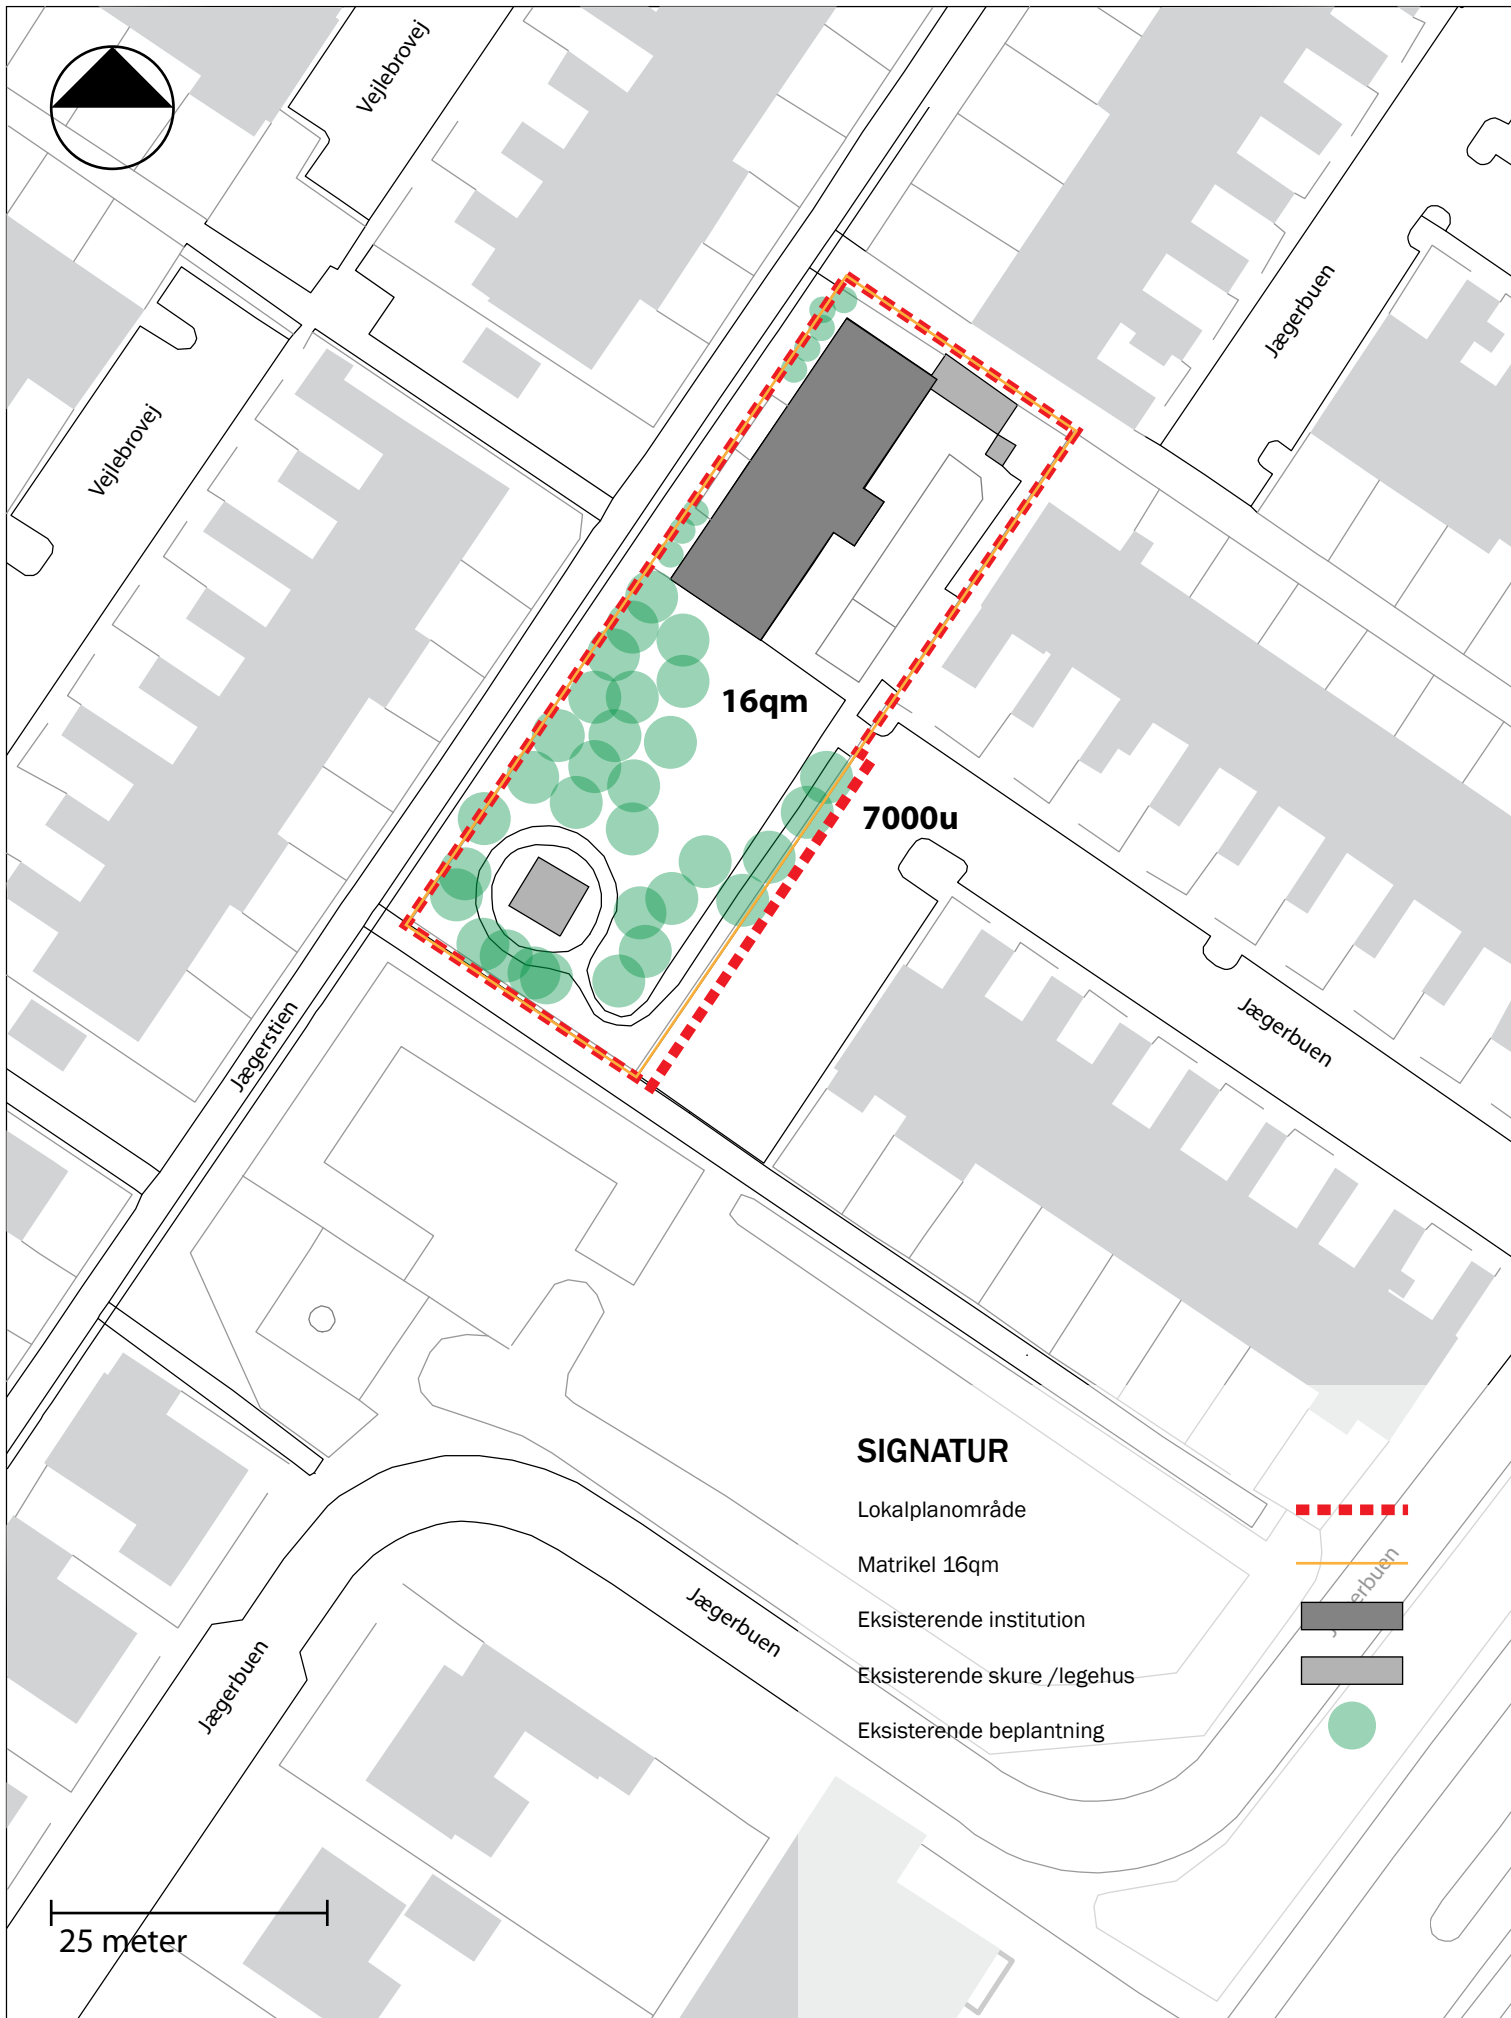 Vejlebrovej
Jægerbuen
Vejlebrovej
16qm
7000u
Jægerstien
Jægerbuen
SIGNATUR
Lokalplanområde
Matrikel 16qm
Eksisterende institution
Eksisterende skure /legehus
Eksisterende beplantning
Jægerbuen
Jægerbuen
Jægerbuen
25 meter